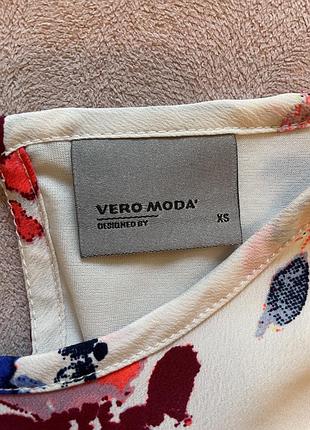 VERO MODA®
DESIGNED BY XS